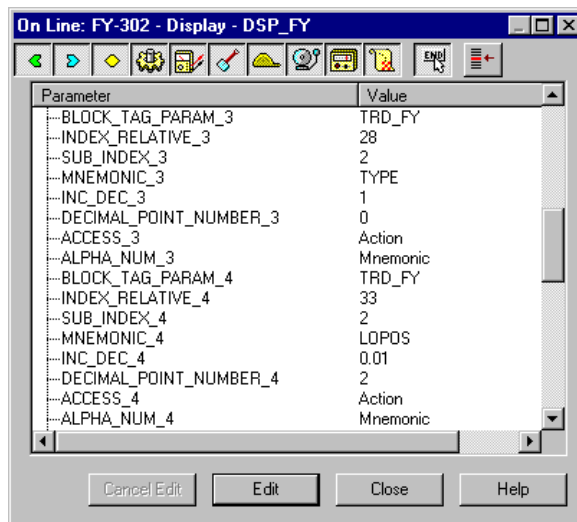 On Line: FY-302 - Display - DSP_FY
END
Parameter Value
BLOCK_TAG_PARAM_3 TRD_FY
INDEX_RELATIVE_3 28
SUB_INDEX_3 2
MNEMONIC_3 TYPE
INC_DEC_3 1
DECIMAL_POINT_NUMBER_3 0
ACCESS_3 Action
ALPHA_NUM_3 Mnemonic
BLOCK_TAG_PARAM_4 TRD_FY
INDEX_RELATIVE_4 33
SUB_INDEX_4 2
MNEMONIC_4 LOPOS
INC_DEC_4 0.01
DECIMAL_POINT_NUMBER_4 2
ACCESS_4 Action
ALPHA_NUM_4 Mnemonic
Cancel Edit Edit Close Help